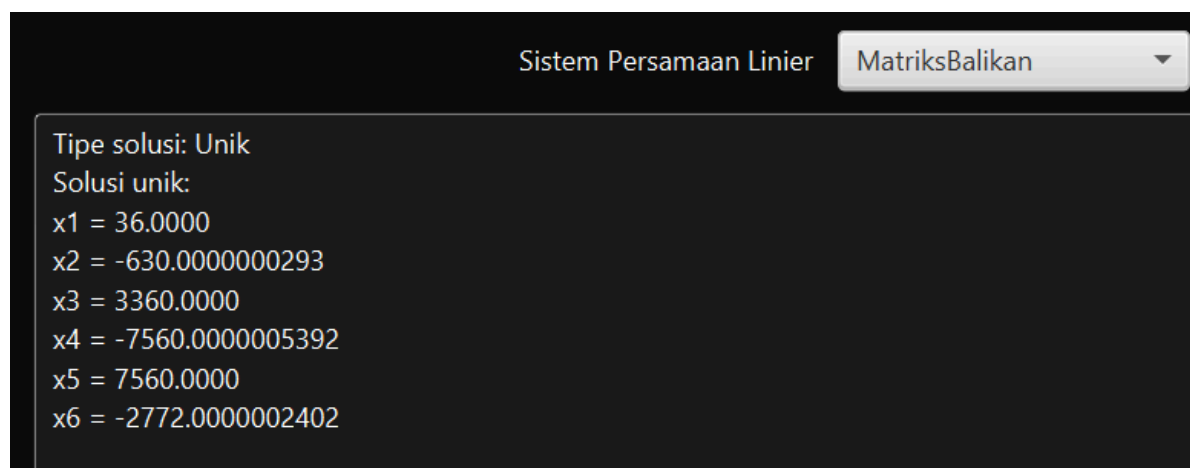 Sistem Persamaan Linier MatriksBalikan
Tipe solusi: Unik
Solusi unik:
x1 = 36.0000
x2 = -630.0000000293
x3 = 3360.0000
x4 = -7560.0000005392
x5 = 7560.0000
x6 = -2772.0000002402